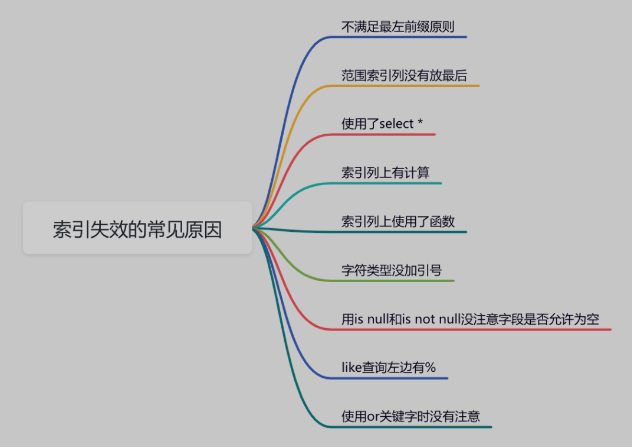 索引失效的常见原因
不满足最左前缀原则
范围索引列没有放最后
使用了select *
索引列上有计算
索引列上使用了函数
字符类型没加引号
用is null和is not null没注意字段是否允许为空
like查询左边有%
使用or关键字时没有注意